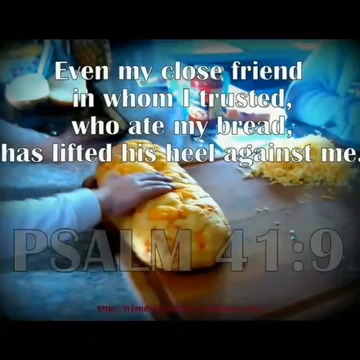 Even my close friend
in whom I trusted,
who ate my bread,
has lifted his heel against me.
PSALM 41:9